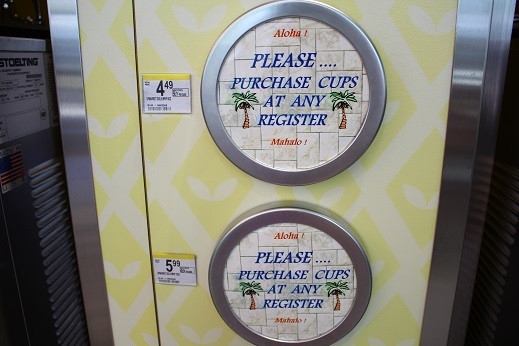 STOELTING
4.49
Aloha !
PLEASE ....
PURCHASE CUPS
AT ANY
REGISTER
Mahalo !
5.99
Aloha !
PLEASE ....
PURCHASE CUPS
AT ANY
REGISTER
Mahalo !